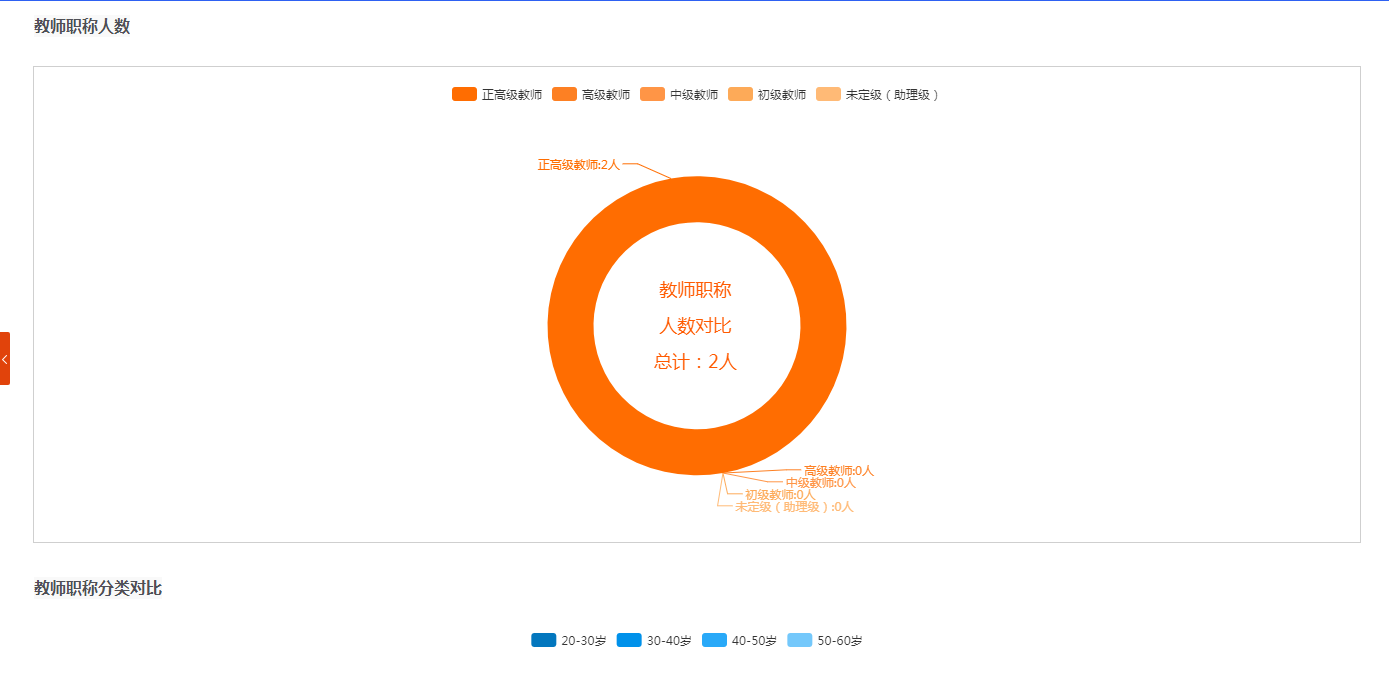 教师职称人数
正高级教师 高级教师 中级教师 初级教师 未定级（助理级）
正高级教师:2人
教师职称
人数对比
总计：2人
高级教师:0人
中级教师:0人
初级教师:0人
未定级（助理级）:0人
教师职称分类对比
20-30岁 30-40岁 40-50岁 50-60岁